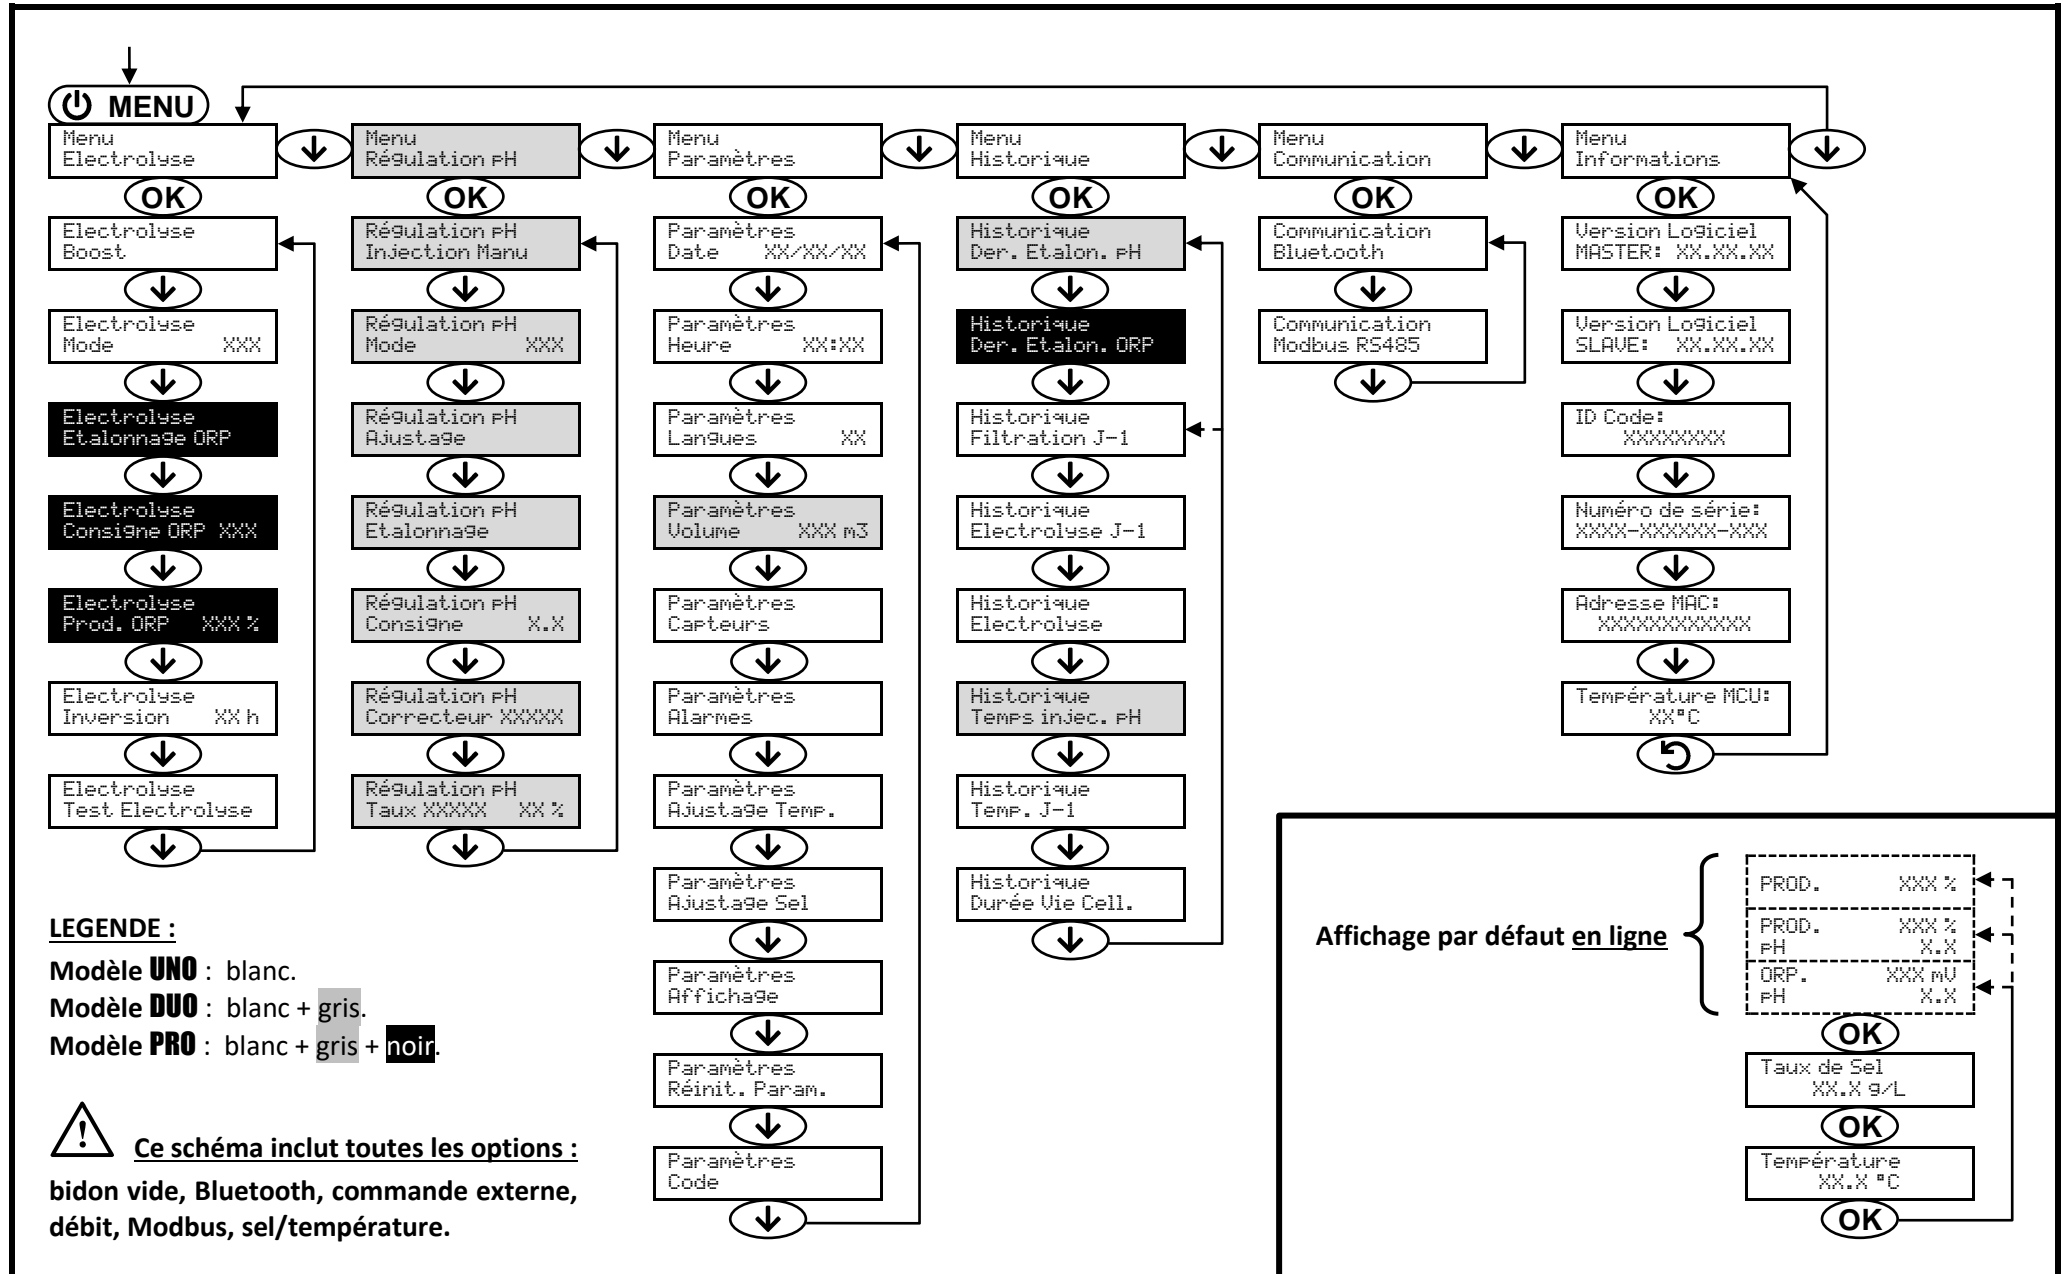 MENU
Menu
Electrolyse
OK
Electrolyse
Boost
Electrolyse
Mode XXX
Electrolyse
Etalonnage ORP
Electrolyse
Consigne ORP XXX
Electrolyse
Prod. ORP XXX %
Electrolyse
Inversion XX h
Electrolyse
Test Electrolyse
Menu
Régulation pH
OK
Régulation pH
Injection Manu
Régulation pH
Mode XXX
Régulation pH
Ajustage
Régulation pH
Etalonnage
Régulation pH
Consigne X.X
Régulation pH
Correcteur XXXXX
Régulation pH
Taux XXXXX XX %
Menu
Paramètres
OK
Paramètres
Date XX/XX/XX
Paramètres
Heure XX:XX
Paramètres
Langues XX
Paramètres
Volume XXX m3
Paramètres
Capteurs
Paramètres
Alarmes
Paramètres
Ajustage Temp.
Paramètres
Ajustage Sel
Paramètres
Affichage
Paramètres
Réinit. Param.
Paramètres
Code
Menu
Historique
OK
Historique
Der. Etalon. pH
Historique
Der. Etalon. ORP
Historique
Filtration J-1
Historique
Electrolyse J-1
Historique
Electrolyse
Historique
Temps injec. pH
Historique
Temp. J-1
Historique
Durée Vie Cell.
Menu
Communication
OK
Communication
Bluetooth
Communication
Modbus RS485
Menu
Informations
OK
Version Logiciel
MASTER: XX.XX.XX
Version Logiciel
SLAVE: XX.XX.XX
ID Code:
XXXXXXXX
Numéro de série:
XXXX-XXXXXX-XXX
Adresse MAC:
XXXXXXXXXXXX
Température MCU:
XX°C
LEGENDE :
Modèle UNO : blanc.
Modèle DUO : blanc + gris.
Modèle PRO : blanc + gris + noir.
Ce schéma inclut toutes les options :
bidon vide, Bluetooth, commande externe,
débit, Modbus, sel/température.
Affichage par défaut en ligne
PROD. XXX %
PROD. XXX %
pH X.X
ORP. XXX mV
pH X.X
OK
Taux de Sel
XX.X g/L
OK
Température
XX.X °C
OK